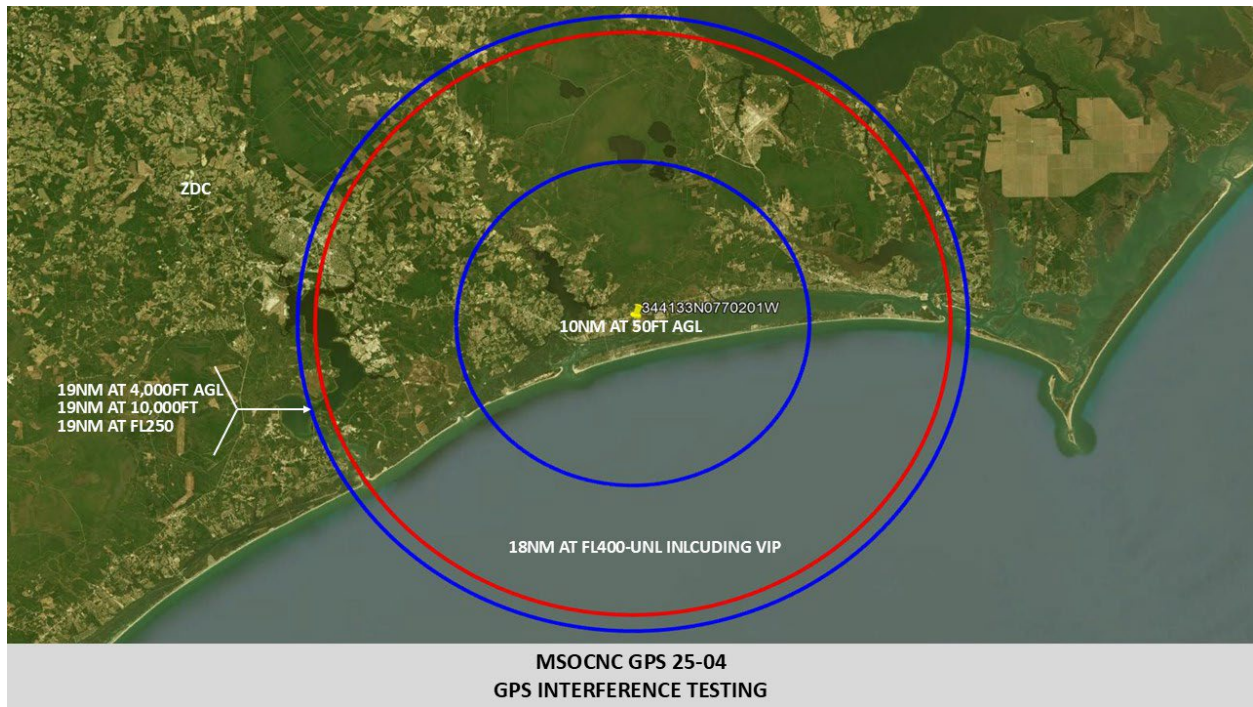 ZDC
344133N0770201W
10NM AT 50FT AGL
19NM AT 4,000FT AGL
19NM AT 10,000FT
19NM AT FL250
18NM AT FL400-UNL INLCUDING VIP
MSOCNC GPS 25-04
GPS INTERFERENCE TESTING